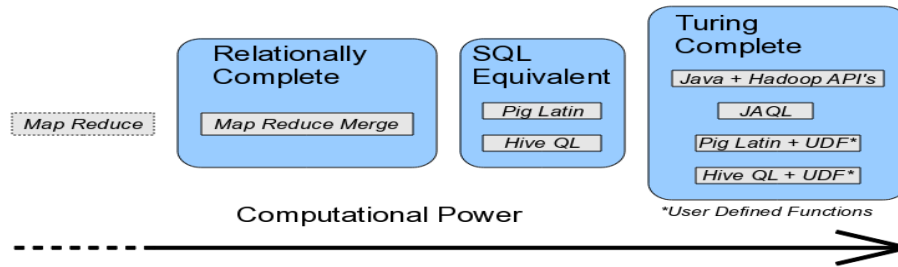 Map Reduce
Relationally
Complete
Map Reduce Merge
SQL
Equivalent
Pig Latin
Hive QL
Turing
Complete
Java + Hadoop API's
JAQL
Pig Latin + UDF*
Hive QL + UDF*
*User Defined Functions
Computational Power